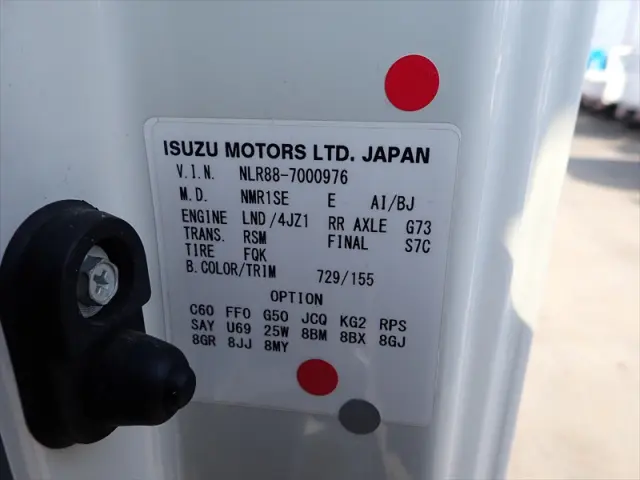 ISUZU MOTORS LTD. JAPAN
V.I.N. NLR88-7000976
M.D. NMR1SE E AI/BJ
ENGINE LND/4JZ1 RR AXLE G73
TRANS. RSM FINAL S7C
TIRE FQK
B.COLOR/TRIM 729/155
OPTION
C60 FF0 G50 JCQ KG2 RPS
SAY U69 25W 8BM 8BX 8GJ
8GR 8JJ 8MY